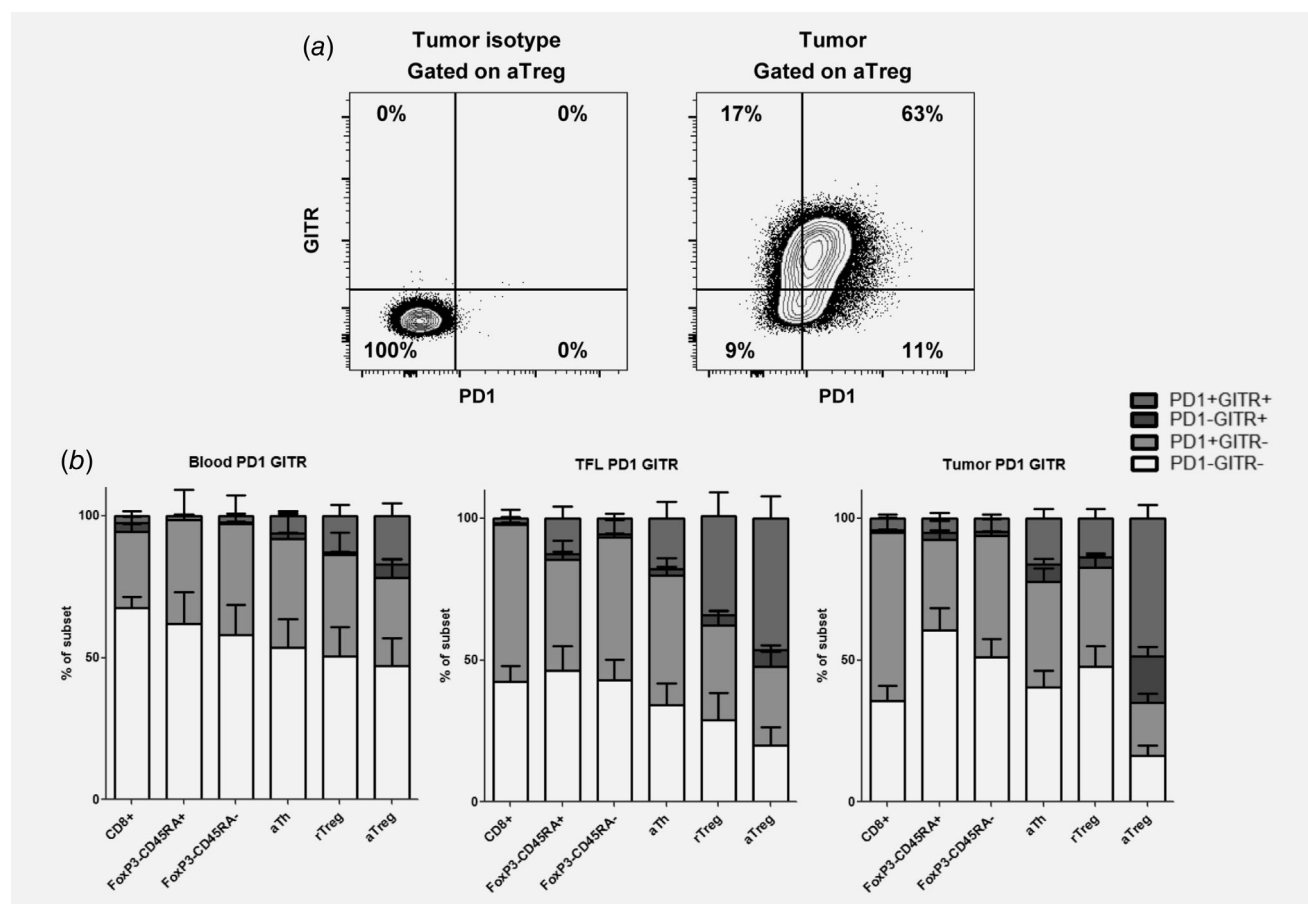 (a)
Tumor isotype
Gated on aTreg
0%
0%
100%
0%
GITR
PD1
Tumor
Gated on aTreg
17%
63%
9%
11%
PD1
PD1+GITR+
PD1-GITR+
PD1+GITR-
PD1-GITR-
(b)
Blood PD1 GITR
% of subset
100
50
0
CD8+
FoxP3-CD45RA+
FoxP3-CD45RA-
aTh
rTreg
aTreg
TFL PD1 GITR
% of subset
100
50
0
CD8+
FoxP3-CD45RA+
FoxP3-CD45RA-
aTh
rTreg
aTreg
Tumor PD1 GITR
% of subset
100
50
0
CD8+
FoxP3-CD45RA+
FoxP3-CD45RA-
aTh
rTreg
aTreg